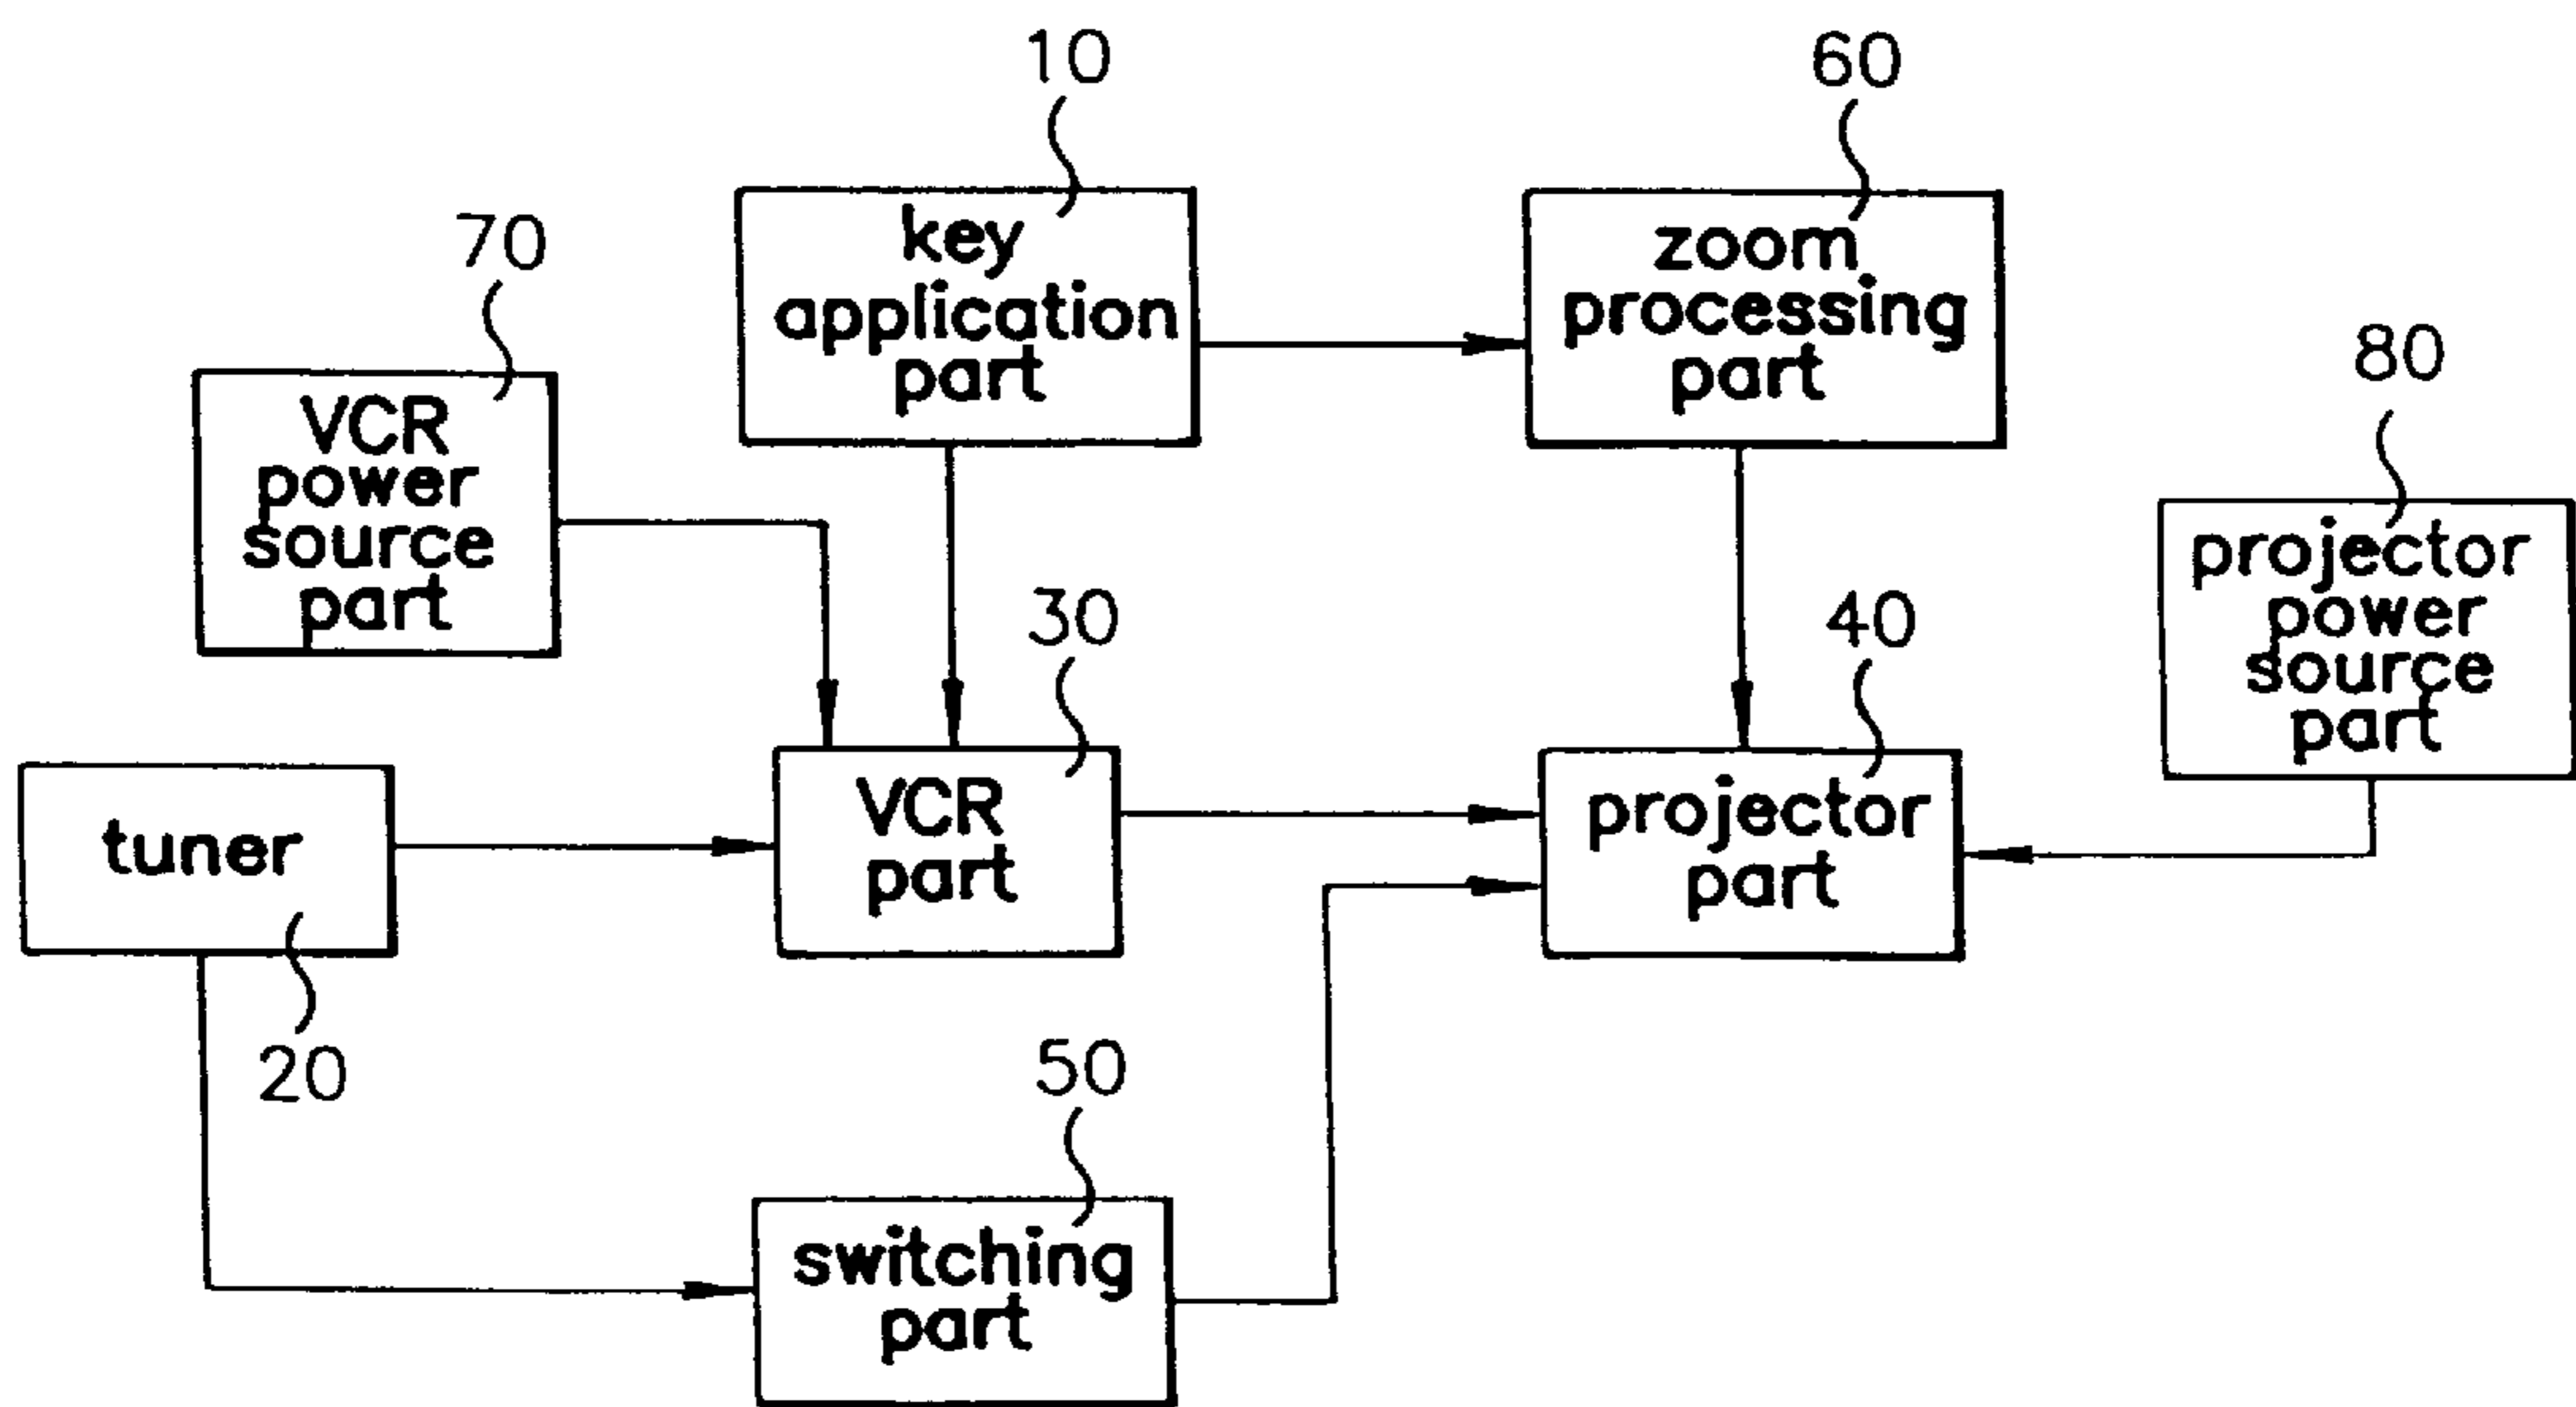 10
60
key
application
part
zoom
processing
part
70
VCR
power
source
part
80
projector
power
source
part
30
40
tuner
VCR
part
projector
part
20
50
switching
part